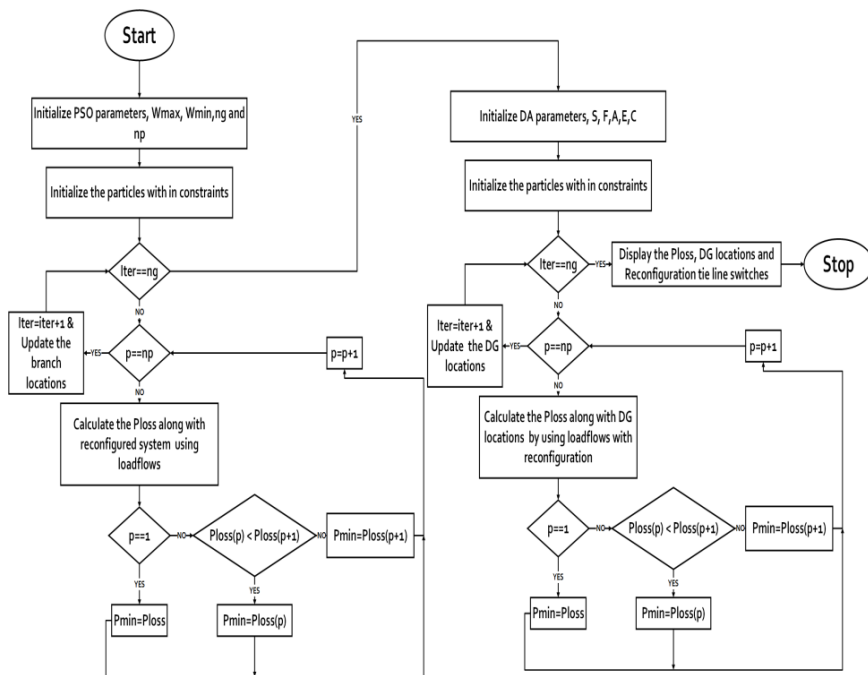 Start
Initialize PSO parameters, Wmax, Wmin,ng and
np
Initialize the particles with in constraints
Iter==ng
YES
NO
Iter=iter+1 &
Update the
branch
locations
YES
p==np
p=p+1
NO
Calculate the Ploss along with
reconfigured system using
loadflows
p==1
NO
Ploss(p) < Ploss(p+1)
NO
Pmin=Ploss(p+1)
YES
YES
Pmin=Ploss
Pmin=Ploss(p)
Initialize DA parameters, S, F,A,E,C
Initialize the particles with in constraints
Iter==ng
YES
Display the Ploss, DG locations and
Reconfiguration tie line switches
Stop
NO
Iter=iter+1 &
Update the DG
locations
YES
p==np
p=p+1
NO
Calculate the Ploss along with DG
locations by using loadflows with
reconfiguration
p==1
NO
Ploss(p) < Ploss(p+1)
NO
Pmin=Ploss(p+1)
YES
YES
Pmin=Ploss
Pmin=Ploss(p)